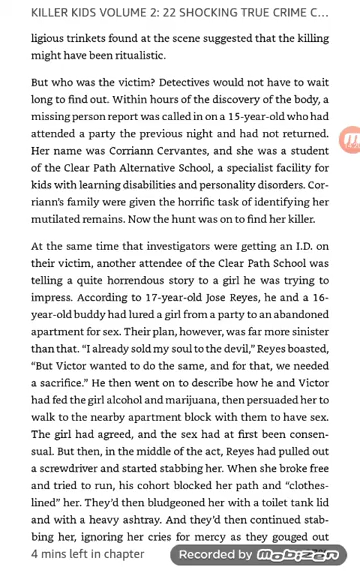 KILLER KIDS VOLUME 2: 22 SHOCKING TRUE CRIME C...
ligious trinkets found at the scene suggested that the killing
might have been ritualistic.
But who was the victim? Detectives would not have to wait
long to find out. Within hours of the discovery of the body, a
missing person report was called in on a 15-year-old who had
attended a party the previous night and had not returned.
Her name was Corriann Cervantes, and she was a student
of the Clear Path Alternative School, a specialist facility for
kids with learning disabilities and personality disorders. Cor-
riann's family were given the horrific task of identifying her
mutilated remains. Now the hunt was on to find her killer.
At the same time that investigators were getting an I.D. on
their victim, another attendee of the Clear Path School was
telling a quite horrendous story to a girl he was trying to
impress. According to 17-year-old Jose Reyes, he and a 16-
year-old buddy had lured a girl from a party to an abandoned
apartment for sex. Their plan, however, was far more sinister
than that. “I already sold my soul to the devil,” Reyes boasted,
“But Victor wanted to do the same, and for that, we needed
a sacrifice.” He then went on to describe how he and Victor
had fed the girl alcohol and marijuana, then persuaded her to
walk to the nearby apartment block with them to have sex.
The girl had agreed, and the sex had at first been consen-
sual. But then, in the middle of the act, Reyes had pulled out
a screwdriver and started stabbing her. When she broke free
and tried to run, his cohort blocked her path and “clothes-
lined” her. They’d then bludgeoned her with a toilet tank lid
and with a heavy ashtray. And they’d then continued stab-
bing her, ignoring her cries for mercy as they gouged out
4 mins left in chapter
Recorded by mobizen